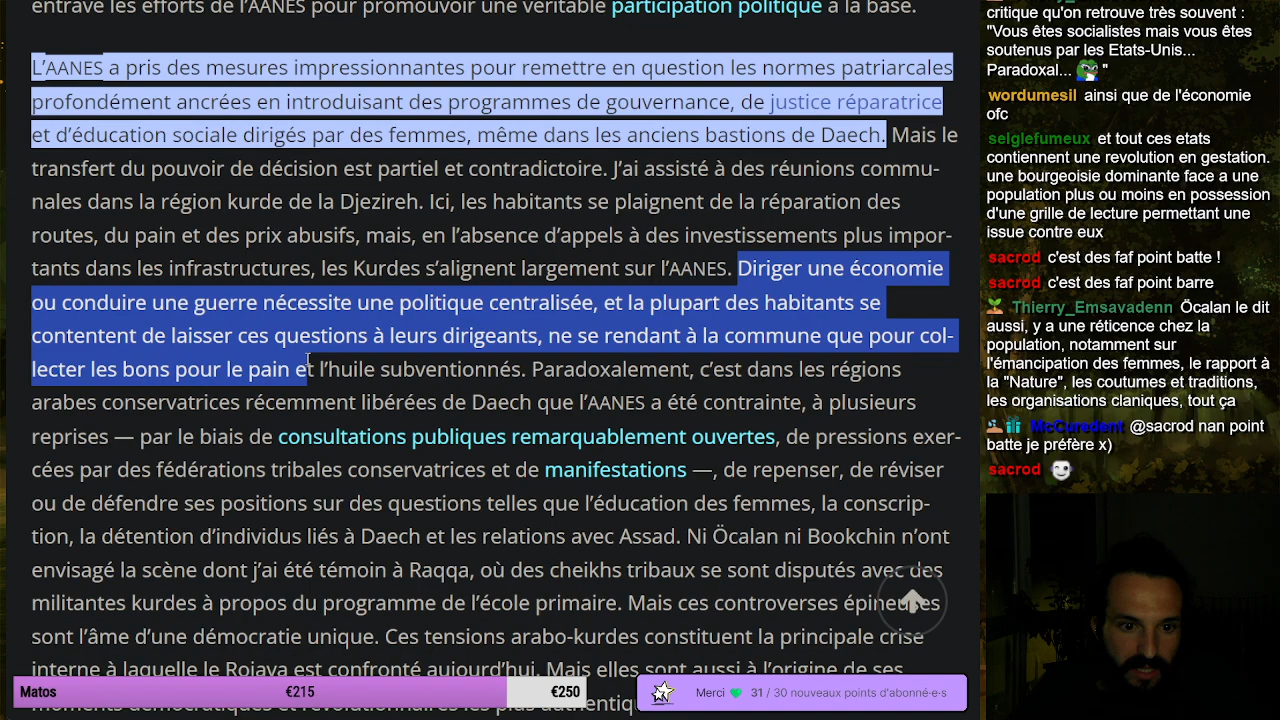 entrave les efforts de l'AANES pour promouvoir une véritable participation politique à la base.
L'AANES a pris des mesures impressionnantes pour remettre en question les normes patriarcales
profondément ancrées en introduisant des programmes de gouvernance, de justice réparatrice
et d'éducation sociale dirigés par des femmes, même dans les anciens bastions de Daech. Mais le
transfert du pouvoir de décision est partiel et contradictoire. J'ai assisté à des réunions commu-
nales dans la région kurde de la Djezireh. Ici, les habitants se plaignent de la réparation des
routes, du pain et des prix abusifs, mais, en l'absence d'appels à des investissements plus impor-
tants dans les infrastructures, les Kurdes s'alignent largement sur l'AANES. Diriger une économie
ou conduire une guerre nécessite une politique centralisée, et la plupart des habitants se
contentent de laisser ces questions à leurs dirigeants, ne se rendant à la commune que pour col-
lecter les bons pour le pain et l'huile subventionnés. Paradoxalement, c'est dans les régions
arabes conservatrices récemment libérées de Daech que l'AANES a été contrainte, à plusieurs
reprises — par le biais de consultations publiques remarquablement ouvertes, de pressions exer-
cées par des fédérations tribales conservatrices et de manifestations —, de repenser, de réviser
ou de défendre ses positions sur des questions telles que l'éducation des femmes, la conscrip-
tion, la détention d'individus liés à Daech et les relations avec Assad. Ni Öcalan ni Bookchin n'ont
envisagé la scène dont j'ai été témoin à Raqqa, où des cheikhs tribaux se sont disputés avec des
militantes kurdes à propos du programme de l'école primaire. Mais ces controverses épineuses
sont l'âme d'une démocratie unique. Ces tensions arabo-kurdes constituent la principale crise
interne à laquelle le Rojava est confronté aujourd'hui. Mais elles sont aussi à l'origine de ses
Matos €215 €250
Merci 31 / 30 nouveaux points d'abonné·e·s
critique qu'on retrouve très souvent :
"Vous êtes socialistes mais vous êtes
soutenus par les Etats-Unis...
Paradoxal... "
wordumesil ainsi que de l'économie
ofc
selglefumeux et tout ces etats
contiennent une revolution en gestation.
une bourgeoisie dominante face a une
population plus ou moins en possession
d'une grille de lecture permettant une
issue contre eux
sacrod c'est des faf point batte !
sacrod c'est des faf point barre
Thierry_Emsavadenn Öcalan le dit
aussi, y a une réticence chez la
population, notamment sur
l'émancipation des femmes, le rapport à
la "Nature", les coutumes et traditions,
les organisations claniques, tout ça
McCuredent @sacrod nan point
batte je préfère x)
sacrod